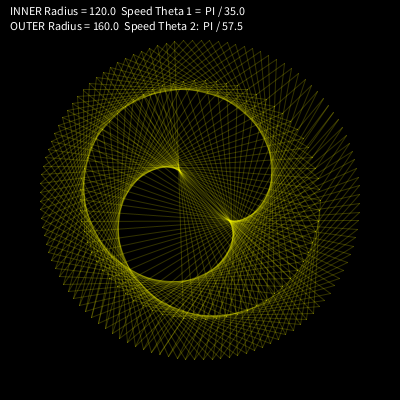 INNER Radius = 120.0  Speed Theta 1 = PI / 35.0
OUTER Radius = 160.0  Speed Theta 2:  PI / 57.5